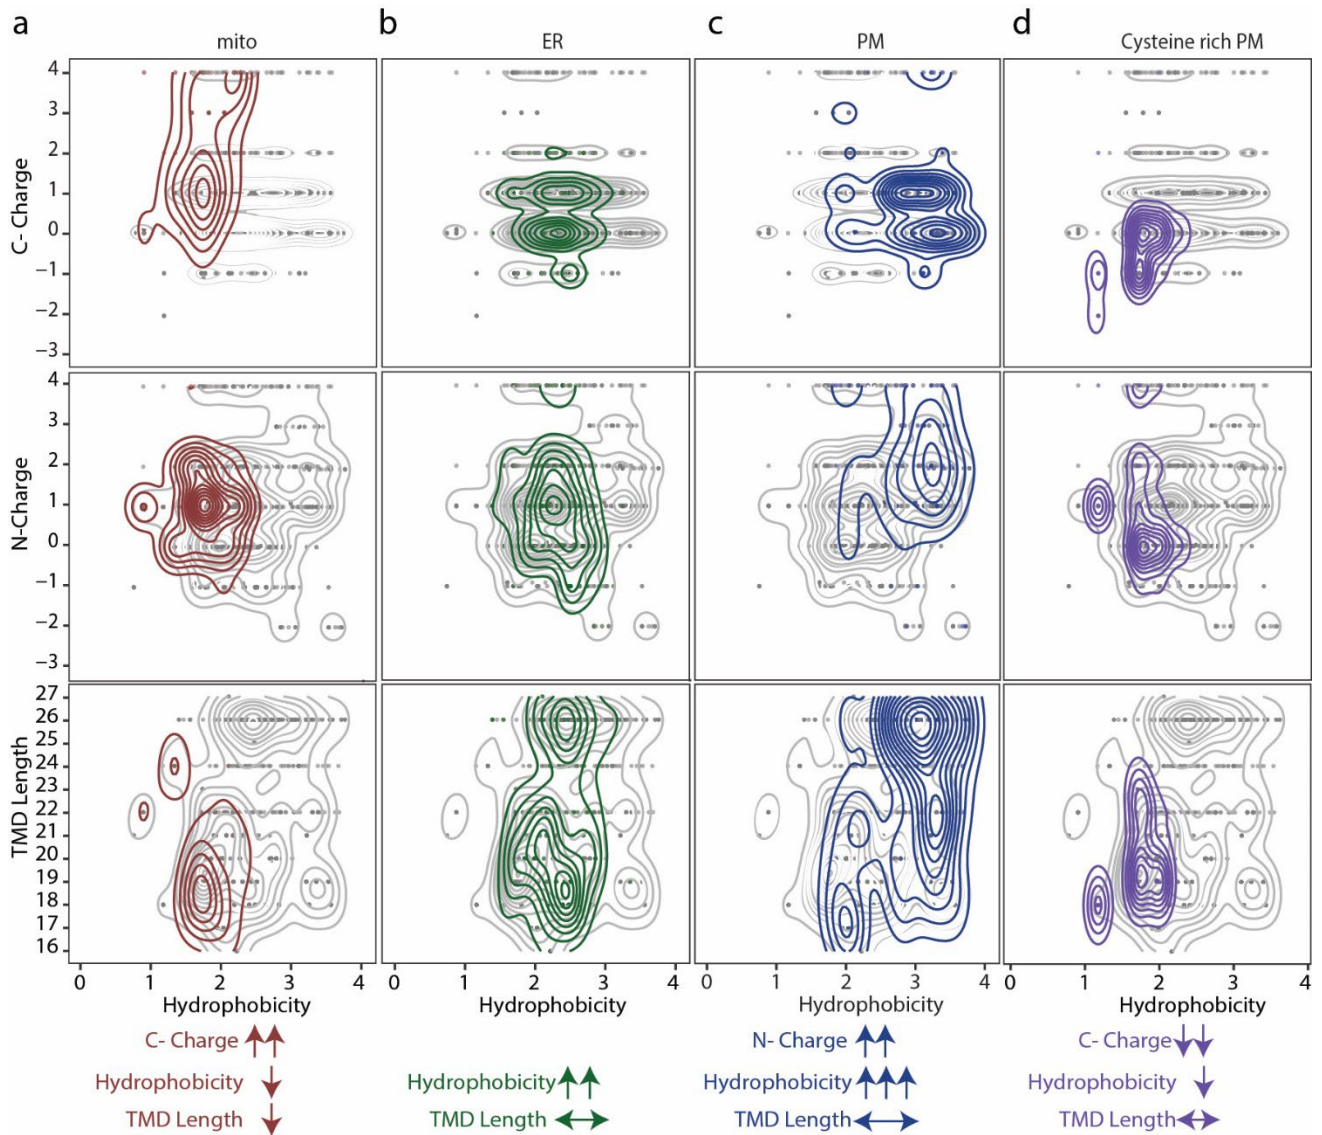 a b c d
mito ER PM Cysteine rich PM
C- Charge
4
3
2
1
0
−1
−2
−3
N-Charge
4
3
2
1
0
−1
−2
−3
TMD Length
27
26
25
24
22
21
20
19
18
17
16
0 1 2 3 4 0 1 2 3 4 0 1 2 3 4 0 1 2 3 4
Hydrophobicity Hydrophobicity Hydrophobicity Hydrophobicity
C- Charge N- Charge C- Charge
Hydrophobicity Hydrophobicity Hydrophobicity Hydrophobicity
TMD Length TMD Length TMD Length TMD Length